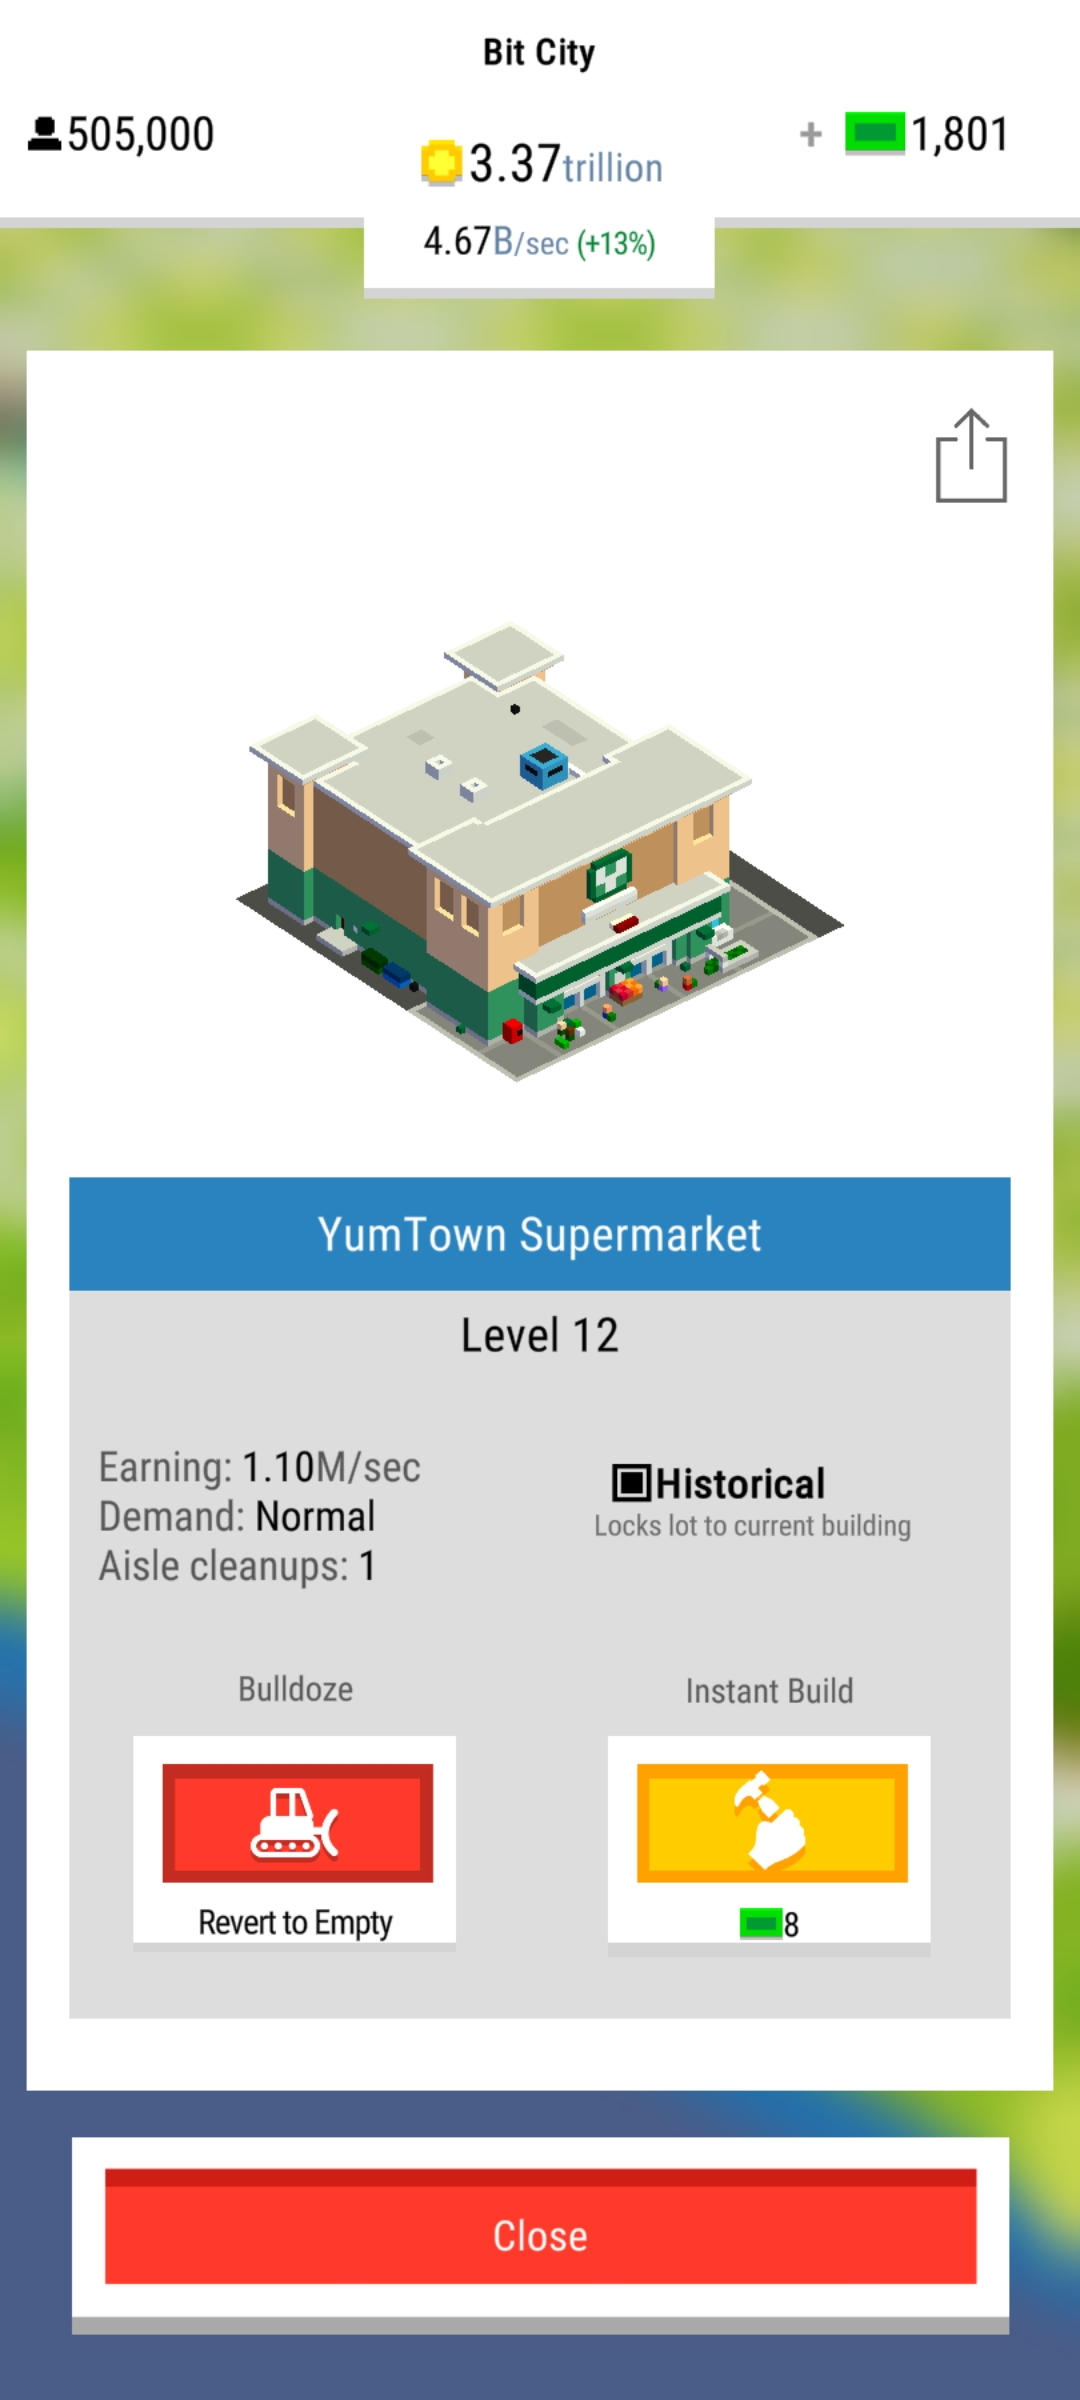 Bit City
505,000
3.37trillion
+ 1,801
4.67B/sec (+13%)
YumTown Supermarket
Level 12
Earning: 1.10M/sec
Demand: Normal
Aisle cleanups: 1
Historical
Locks lot to current building
Bulldoze
Revert to Empty
Instant Build
8
Close